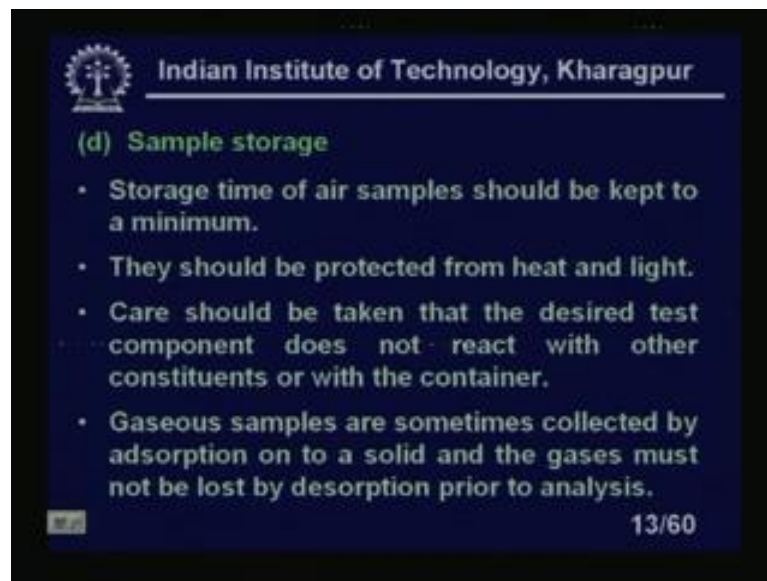 Indian Institute of Technology, Kharagpur
(d) Sample storage
• Storage time of air samples should be kept to
a minimum.
• They should be protected from heat and light.
• Care should be taken that the desired test
component does not react with other
constituents or with the container.
• Gaseous samples are sometimes collected by
adsorption on to a solid and the gases must
not be lost by desorption prior to analysis.
13/60